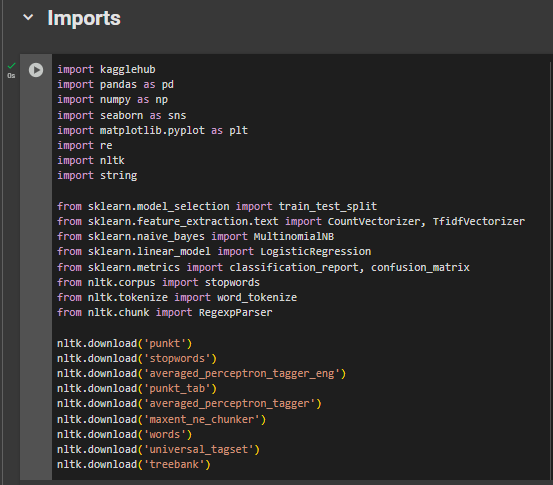 Imports
0s
import kagglehub
import pandas as pd
import numpy as np
import seaborn as sns
import matplotlib.pyplot as plt
import re
import nltk
import string
from sklearn.model_selection import train_test_split
from sklearn.feature_extraction.text import CountVectorizer, TfidfVectorizer
from sklearn.naive_bayes import MultinomialNB
from sklearn.linear_model import LogisticRegression
from sklearn.metrics import classification_report, confusion_matrix
from nltk.corpus import stopwords
from nltk.tokenize import word_tokenize
from nltk.chunk import RegexpParser
nltk.download('punkt')
nltk.download('stopwords')
nltk.download('averaged_perceptron_tagger_eng')
nltk.download('punkt_tab')
nltk.download('averaged_perceptron_tagger')
nltk.download('maxent_ne_chunker')
nltk.download('words')
nltk.download('universal_tagset')
nltk.download('treebank')